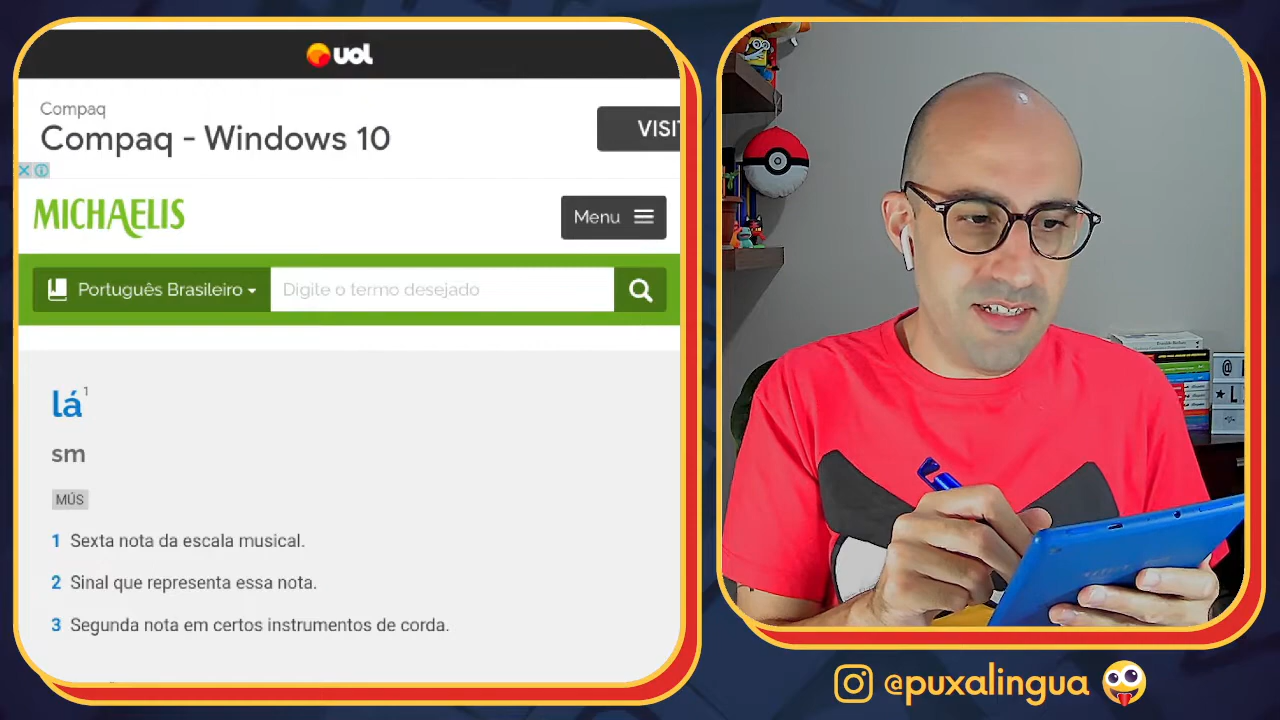 uol
Compaq
Compaq - Windows 10
VISI
MICHAELIS
Menu
Português Brasileiro
Digite o termo desejado
lá¹
sm
MÚS
1 Sexta nota da escala musical.
2 Sinal que representa essa nota.
3 Segunda nota em certos instrumentos de corda.
@puxalingua